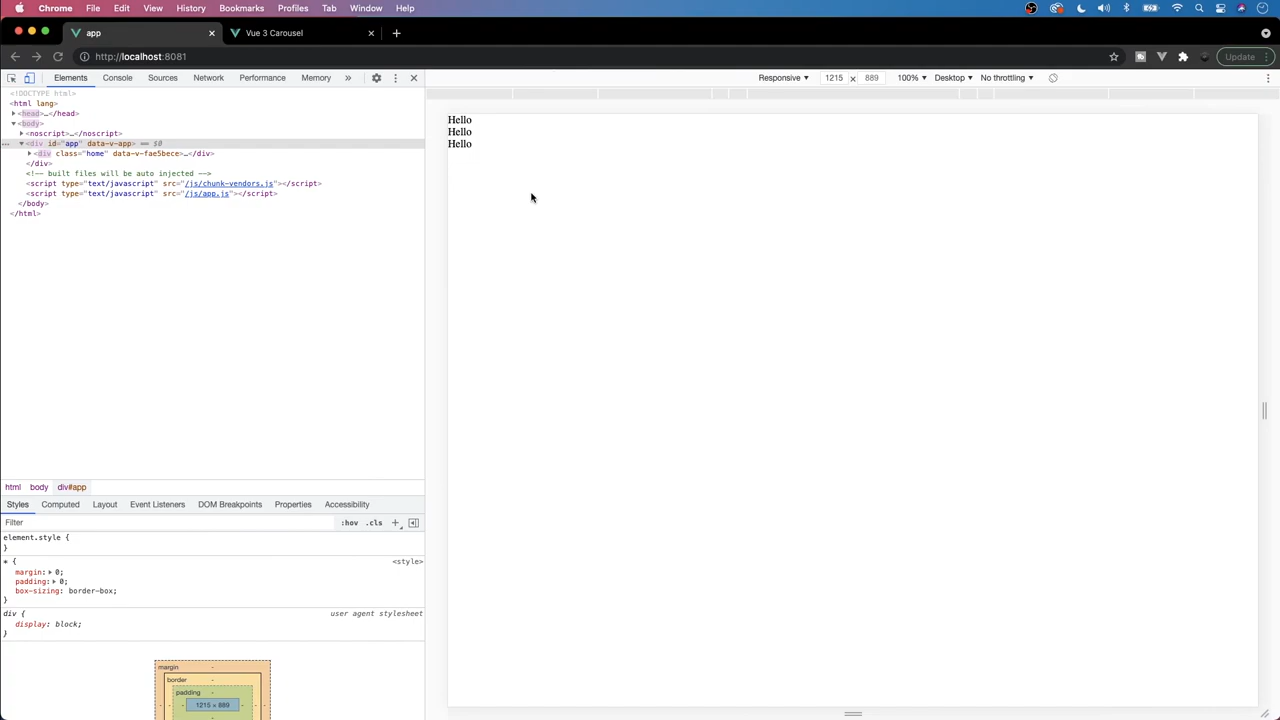 Chrome File Edit View History Bookmarks Profiles Tab Window Help
app
Vue 3 Carousel
http://localhost:8081
Update
Elements Console Sources Network Performance Memory »
Responsive 1215 × 889 100% Desktop No throttling
<!DOCTYPE html>
<html lang>
<head>…</head>
<body>
<noscript>…</noscript>
<div id="app" data-v-app> == $0
<div class="home" data-v-fae5bece>…</div>
</div>
<!-- built files will be auto injected -->
<script type="text/javascript" src="/js/chunk-vendors.js"></script>
<script type="text/javascript" src="/js/app.js"></script>
</body>
</html>
Hello
Hello
Hello
html body div#app
Styles Computed Layout Event Listeners DOM Breakpoints Properties Accessibility
Filter :hov .cls +
element.style {
}
* { <style>
margin: 0;
padding: 0;
box-sizing: border-box;
}
div { user agent stylesheet
display: block;
}
margin -
border -
padding -
- - - 1215 × 889 - - -
-